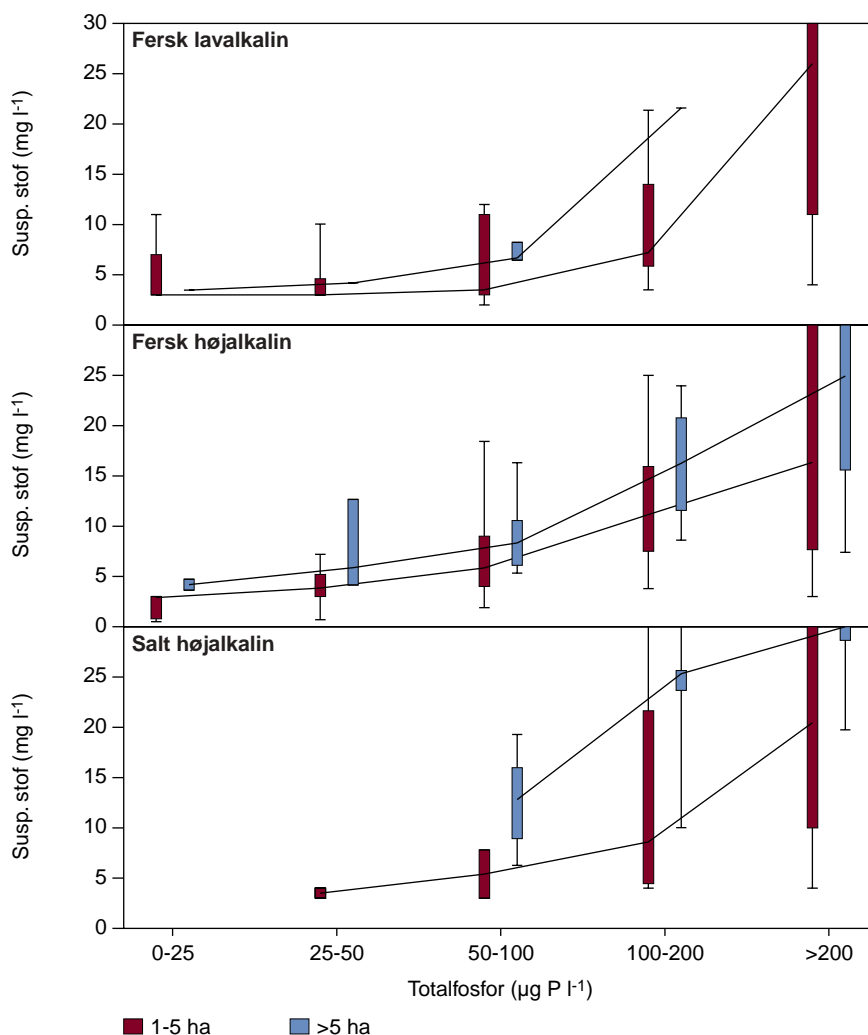 Fersk lavalkalin
Susp. stof (mg l-1)
30
25
20
15
10
5
0
Fersk højalkalin
Susp. stof (mg l-1)
25
20
15
10
5
0
Salt højalkalin
Susp. stof (mg l-1)
25
20
15
10
5
0
0-25 25-50 50-100 100-200 >200
Totalfosfor (µg P l-1)
1-5 ha >5 ha